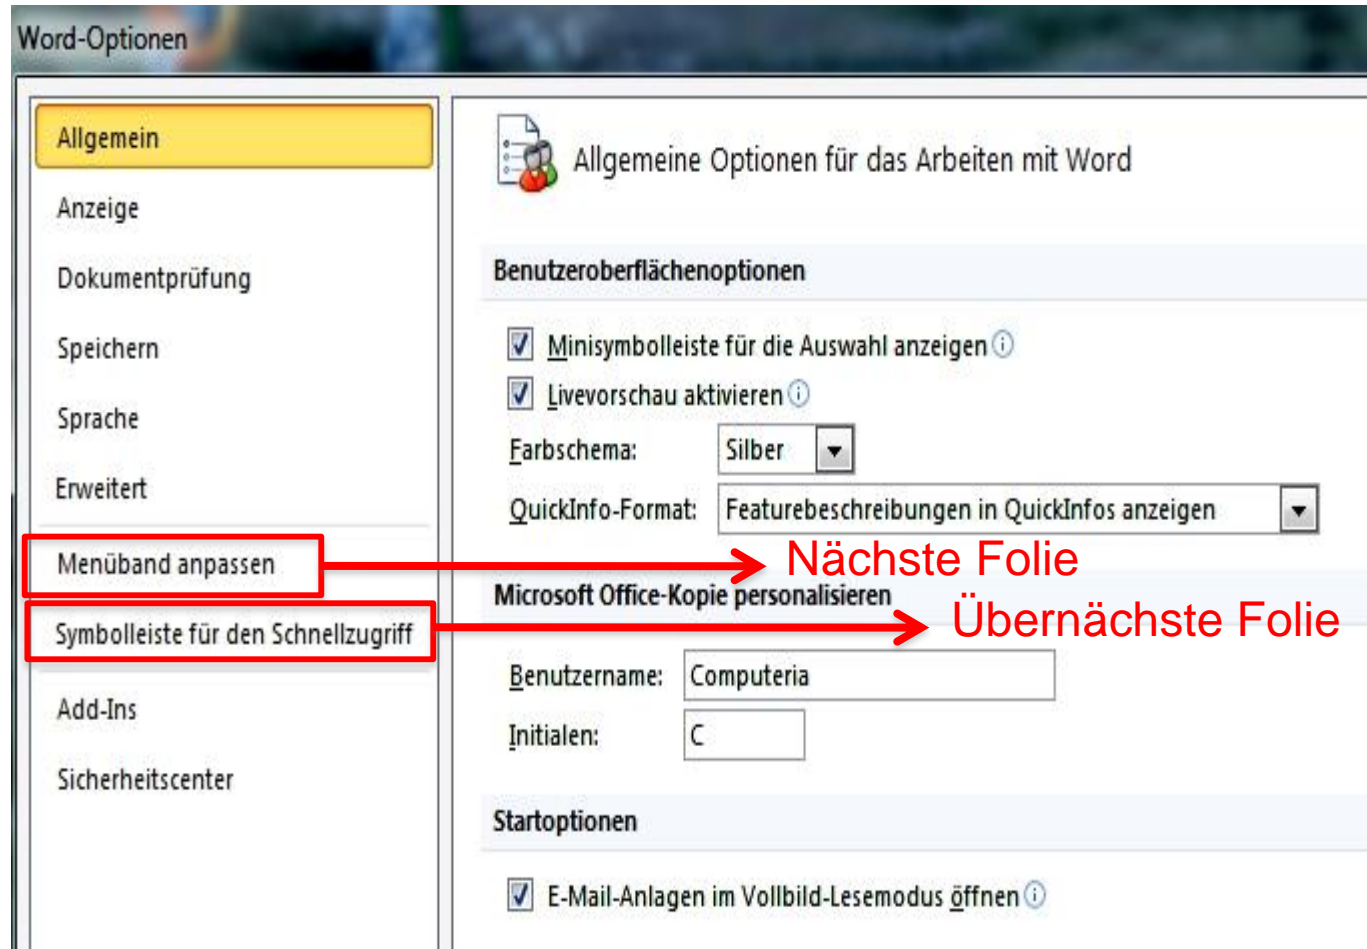 Word-Optionen
Allgemein
Anzeige
Dokumentprüfung
Speichern
Sprache
Erweitert
Menüband anpassen
Symbolleiste für den Schnellzugriff
Add-Ins
Sicherheitscenter
Allgemeine Optionen für das Arbeiten mit Word
Benutzeroberflächenoptionen
Minisymbolleiste für die Auswahl anzeigen
Livevorschau aktivieren
Farbschema: Silber
QuickInfo-Format: Featurebeschreibungen in QuickInfos anzeigen
Nächste Folie
Microsoft Office-Kopie personalisieren
Übernächste Folie
Benutzername: Computeria
Initialen: C
Startoptionen
E-Mail-Anlagen im Vollbild-Lesemodus öffnen